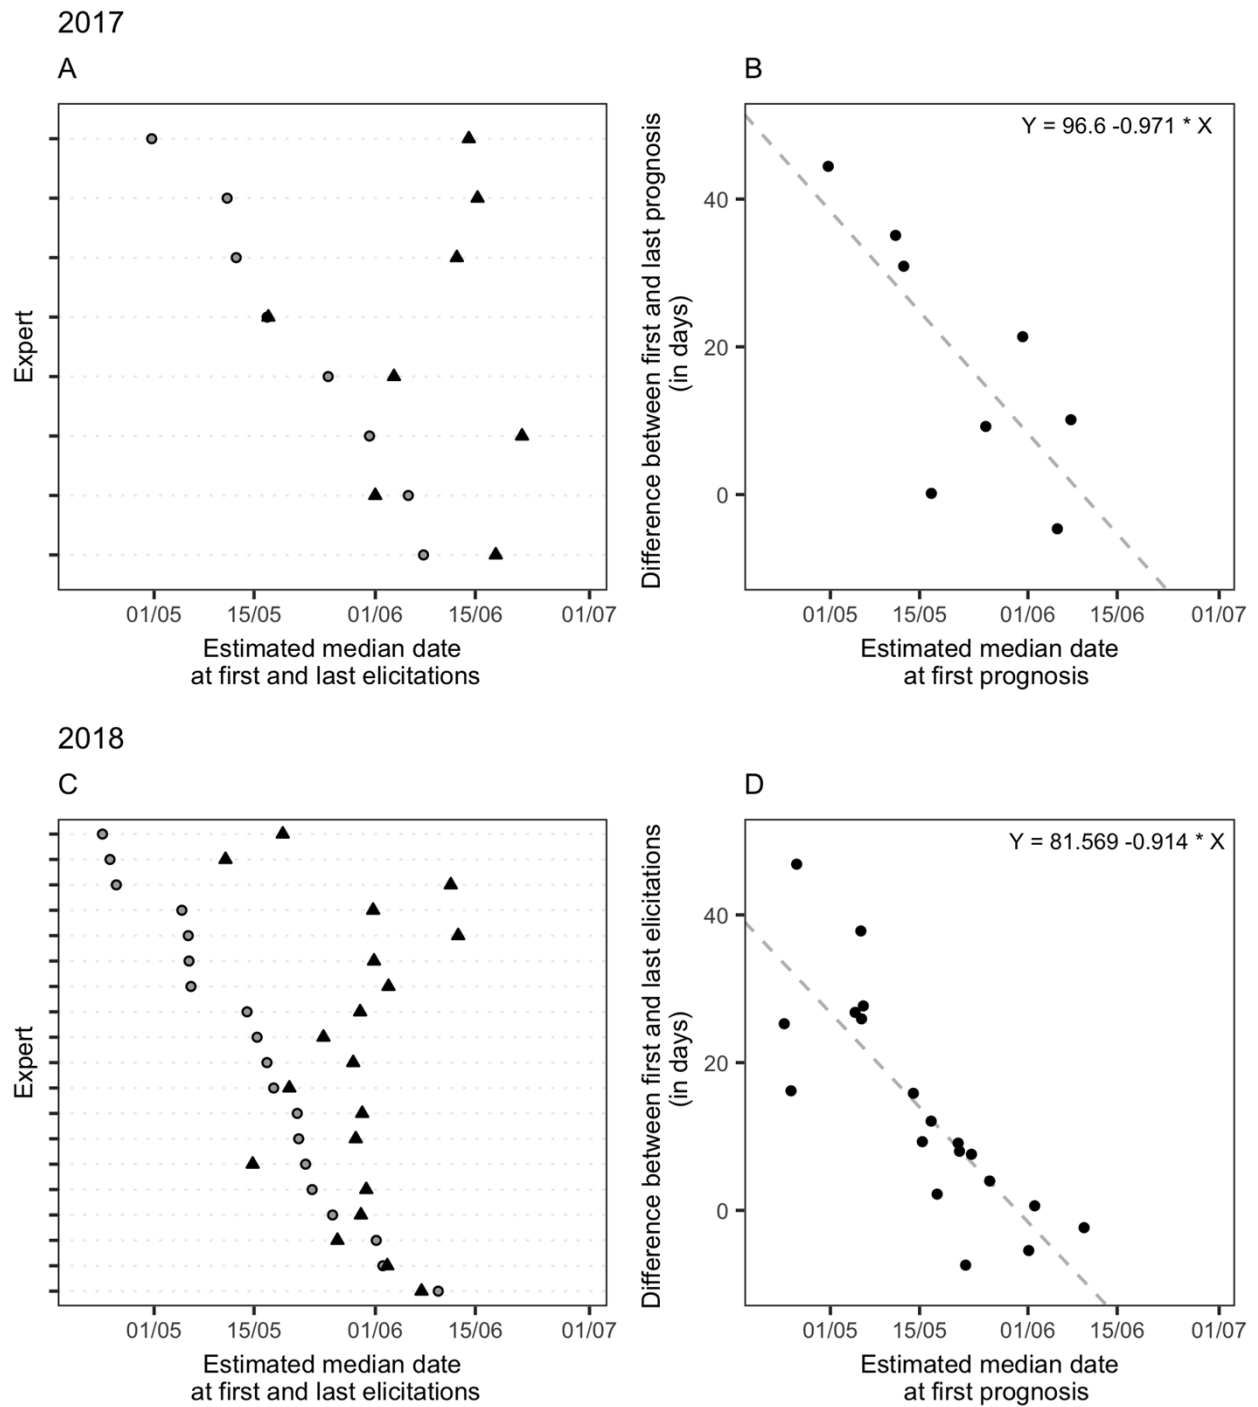 2017
A
B
Expert
01/05 15/05 01/06 15/06 01/07
Estimated median date
at first and last elicitations
Difference between first and last prognosis
(in days)
Y = 96.6 -0.971 * X
40
20
0
01/05 15/05 01/06 15/06 01/07
Estimated median date
at first prognosis
2018
C
D
Expert
01/05 15/05 01/06 15/06 01/07
Estimated median date
at first and last elicitations
Difference between first and last elicitations
(in days)
Y = 81.569 -0.914 * X
40
20
0
01/05 15/05 01/06 15/06 01/07
Estimated median date
at first prognosis